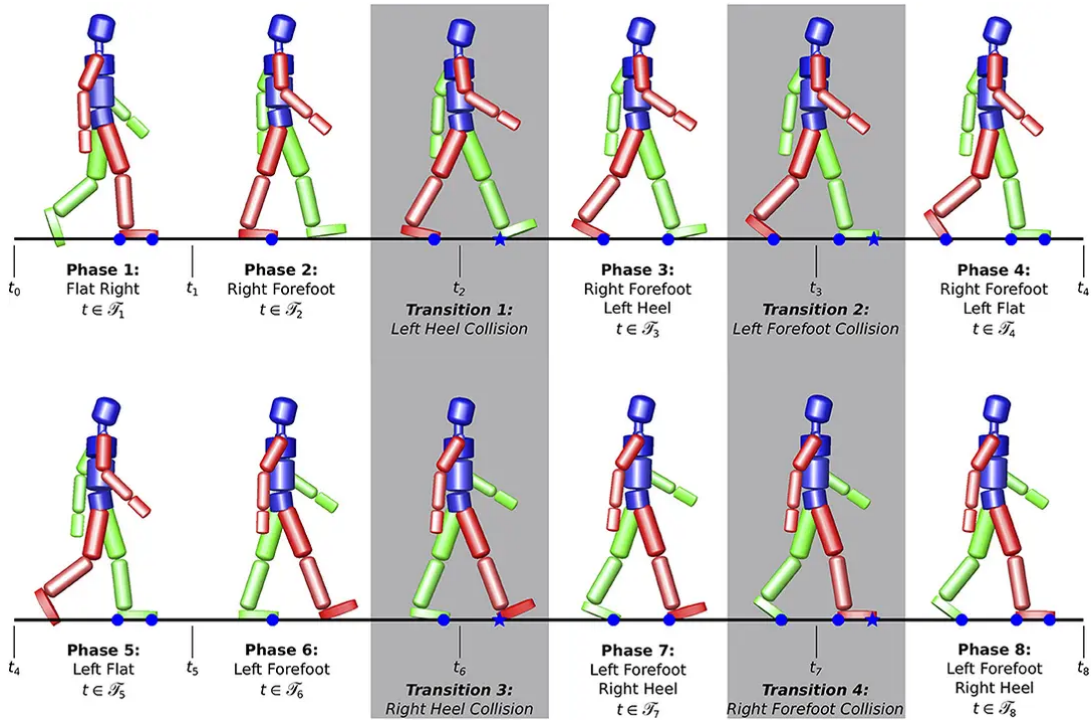 Phase 1:
Flat Right
t ∈ 𝒯₁
Phase 2:
Right Forefoot
t ∈ 𝒯₂
Transition 1:
Left Heel Collision
Phase 3:
Right Forefoot
Left Heel
t ∈ 𝒯₃
Transition 2:
Left Forefoot Collision
Phase 4:
Right Forefoot
Left Flat
t ∈ 𝒯₄
t₀
t₁
t₂
t₃
t₄
Phase 5:
Left Flat
t ∈ 𝒯₅
Phase 6:
Left Forefoot
t ∈ 𝒯₆
Transition 3:
Right Heel Collision
Phase 7:
Left Forefoot
Right Heel
t ∈ 𝒯₇
Transition 4:
Right Forefoot Collision
Phase 8:
Left Forefoot
Right Heel
t ∈ 𝒯₈
t₄
t₅
t₆
t₇
t₈